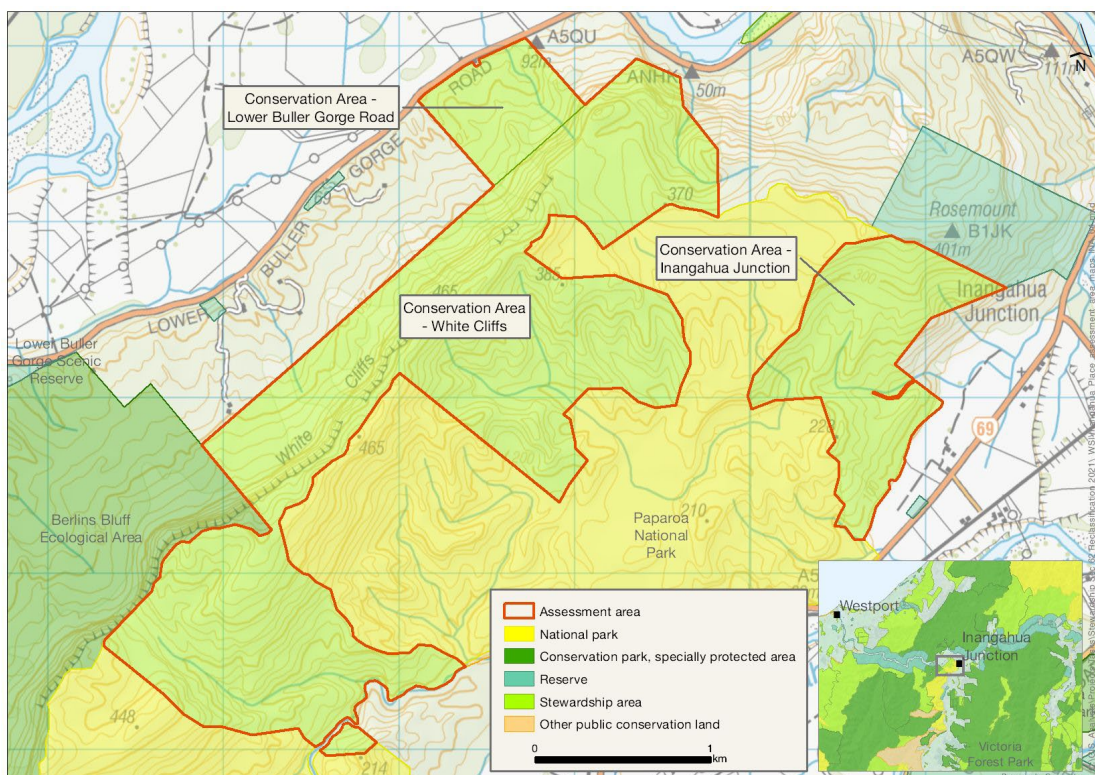 A5QU
92m
ANHK
50m
A5QW
111m
N
ROAD
Conservation Area -
Lower Buller Gorge Road
GORGE
69
BULLER
LOWER
370
385
465
Rosemount
B1JK
401m
Conservation Area -
Inangahua Junction
Inangahua
Junction
Conservation Area
- White Cliffs
Lower Buller
Gorge Scenic
Reserve
White Cliffs
465
220
69
Berlins Bluff
Ecological Area
210
Paparoa
National
Park
448
214
Assessment area
National park
Conservation park, specially protected area
Reserve
Stewardship area
Other public conservation land
0
1
km
Westport
Inangahua
Junction
Victoria
Forest Park